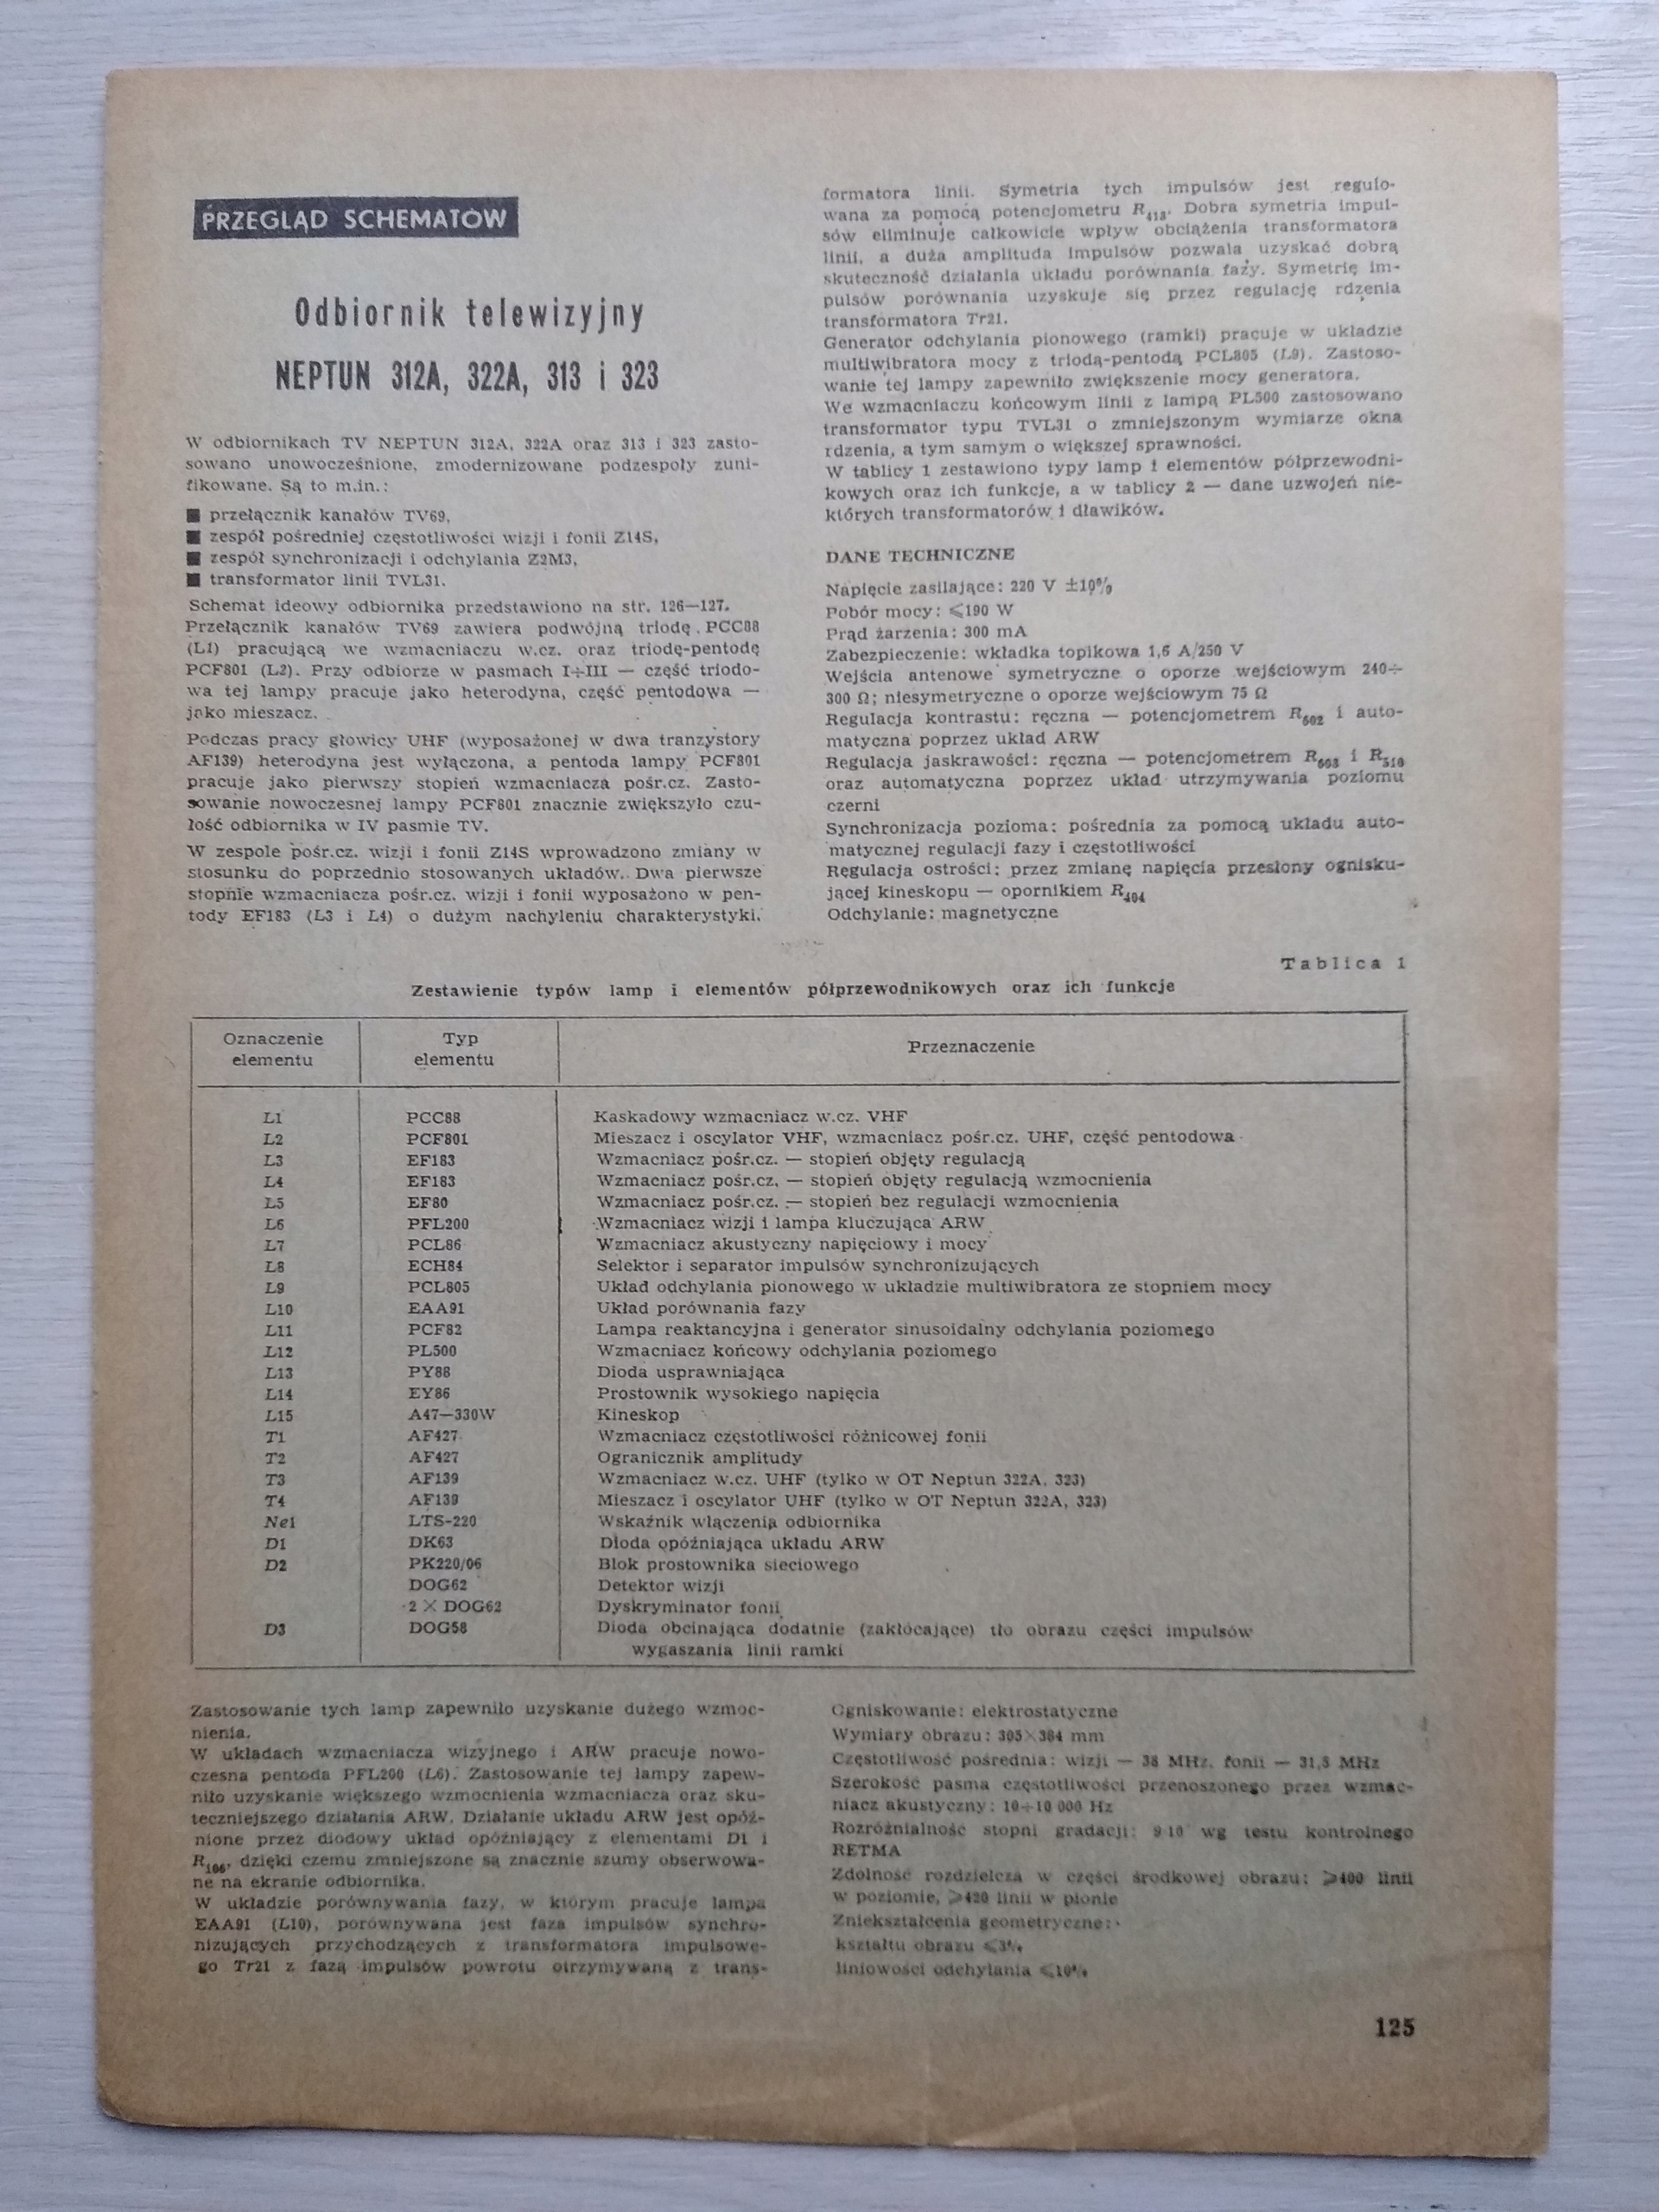 PRZEGLĄD SCHEMATÓW
Odbiornik telewizyjny
NEPTUN 312A, 322A, 313 i 323
W odbiornikach TV NEPTUN 312A, 322A oraz 313 i 323 zasto-
sowano unowocześnione, zmodernizowane podzespoły zuni-
fikowane. Są to m.in.:
■ przełącznik kanałów TV69,
■ zespół pośredniej częstotliwości wizji i fonii Z14S,
■ zespół synchronizacji i odchylania Z2M3,
■ transformator linii TVL31.
Schemat ideowy odbiornika przedstawiono na str. 126—127.
Przełącznik kanałów TV69 zawiera podwójną triodę PCC88
(L1) pracującą we wzmacniaczu w.cz. oraz triodę-pentodę
PCF801 (L2). Przy odbiorze w pasmach I÷III — część triodo-
wa tej lampy pracuje jako heterodyna, część pentodowa —
jako mieszacz.
Podczas pracy głowicy UHF (wyposażonej w dwa tranzystory
AF139) heterodyna jest wyłączona, a pentoda lampy PCF801
pracuje jako pierwszy stopień wzmacniacza pośr.cz. Zasto-
sowanie nowoczesnej lampy PCF801 znacznie zwiększyło czu-
łość odbiornika w IV pasmie TV.
W zespole pośr.cz. wizji i fonii Z14S wprowadzono zmiany w
stosunku do poprzednio stosowanych układów. Dwa pierwsze
stopnie wzmacniacza pośr.cz. wizji i fonii wyposażono w pen-
tody EF183 (L3 i L4) o dużym nachyleniu charakterystyki.
formatora linii. Symetria tych impulsów jest regulo-
wana za pomocą potencjometru R413. Dobra symetria impul-
sów eliminuje całkowicie wpływ obciążenia transformatora
linii, a duża amplituda impulsów pozwala uzyskać dobrą
skuteczność działania układu porównania fazy. Symetrię im-
pulsów porównania uzyskuje się przez regulację rdzenia
transformatora Tr21.
Generator odchylania pionowego (ramki) pracuje w układzie
multiwibratora mocy z triodą-pentodą PCL805 (L9). Zastoso-
wanie tej lampy zapewniło zwiększenie mocy generatora.
We wzmacniaczu końcowym linii z lampą PL500 zastosowano
transformator typu TVL31 o zmniejszonym wymiarze okna
rdzenia, a tym samym o większej sprawności.
W tablicy 1 zestawiono typy lamp i elementów półprzewodni-
kowych oraz ich funkcje, a w tablicy 2 — dane uzwojeń nie-
których transformatorów i dławików.
DANE TECHNICZNE
Napięcie zasilające: 220 V ±10%
Pobór mocy: ≤190 W
Prąd żarzenia: 300 mA
Zabezpieczenie: wkładka topikowa 1,6 A/250 V
Wejścia antenowe symetryczne o oporze wejściowym 240÷
300 Ω; niesymetryczne o oporze wejściowym 75 Ω
Regulacja kontrastu: ręczna — potencjometrem R602 i auto-
matyczna poprzez układ ARW
Regulacja jaskrawości: ręczna — potencjometrem R603 i R510
oraz automatyczna poprzez układ utrzymywania poziomu
czerni
Synchronizacja pozioma: pośrednia za pomocą układu auto-
matycznej regulacji fazy i częstotliwości
Regulacja ostrości: przez zmianę napięcia przesłony ognisku-
jącej kineskopu — opornikiem R404
Odchylanie: magnetyczne
Tablica 1
Zestawienie typów lamp i elementów półprzewodnikowych oraz ich funkcje
Oznaczenie elementu Typ elementu Przeznaczenie
L1 PCC88 Kaskadowy wzmacniacz w.cz. VHF
L2 PCF801 Mieszacz i oscylator VHF, wzmacniacz pośr.cz. UHF, część pentodowa
L3 EF183 Wzmacniacz pośr.cz. — stopień objęty regulacją
L4 EF183 Wzmacniacz pośr.cz. — stopień objęty regulacją wzmocnienia
L5 EF80 Wzmacniacz pośr.cz. — stopień bez regulacji wzmocnienia
L6 PFL200 Wzmacniacz wizji i lampa kluczująca ARW
L7 PCL86 Wzmacniacz akustyczny napięciowy i mocy
L8 ECH84 Selektor i separator impulsów synchronizujących
L9 PCL805 Układ odchylania pionowego w układzie multiwibratora ze stopniem mocy
L10 EAA91 Układ porównania fazy
L11 PCF82 Lampa reaktancyjna i generator sinusoidalny odchylania poziomego
L12 PL500 Wzmacniacz końcowy odchylania poziomego
L13 PY88 Dioda usprawniająca
L14 EY86 Prostownik wysokiego napięcia
L15 A47—330W Kineskop
T1 AF427 Wzmacniacz częstotliwości różnicowej fonii
T2 AF427 Ogranicznik amplitudy
T3 AF139 Wzmacniacz w.cz. UHF (tylko w OT Neptun 322A, 323)
T4 AF139 Mieszacz i oscylator UHF (tylko w OT Neptun 322A, 323)
Ne1 LTS-220 Wskaźnik włączenia odbiornika
D1 DK63 Dioda opóźniająca układu ARW
D2 PK220/06 Blok prostownika sieciowego
DOG62 Detektor wizji
2 × DOG62 Dyskryminator fonii
D3 DOG58 Dioda obcinająca dodatnie (zakłócające) tło obrazu części impulsów
wygaszania linii ramki
Zastosowanie tych lamp zapewniło uzyskanie dużego wzmoc-
nienia.
W układach wzmacniacza wizyjnego i ARW pracuje nowo-
czesna pentoda PFL200 (L6). Zastosowanie tej lampy zapew-
niło uzyskanie większego wzmocnienia wzmacniacza oraz sku-
teczniejszego działania ARW. Działanie układu ARW jest opóź-
nione przez diodowy układ opóźniający z elementami D1 i
R106, dzięki czemu zmniejszone są znacznie szumy obserwowa-
ne na ekranie odbiornika.
W układzie porównywania fazy, w którym pracuje lampa
EAA91 (L10), porównywana jest faza impulsów synchro-
nizujących przychodzących z transformatora impulsowe-
go Tr21 z fazą impulsów powrotu otrzymywaną z trans-
Ogniskowanie: elektrostatyczne
Wymiary obrazu: 305×384 mm
Częstotliwość pośrednia: wizji — 38 MHz, fonii — 31,5 MHz
Szerokość pasma częstotliwości przenoszonego przez wzmac-
niacz akustyczny: 10÷10 000 Hz
Rozróżnialność stopni gradacji: 9 10 wg testu kontrolnego
RETMA
Zdolność rozdzielcza w części środkowej obrazu: ≥400 linii
w poziomie, ≥420 linii w pionie
Zniekształcenia geometryczne:
kształtu obrazu ≤3%
liniowości odchylania ≤10%
125